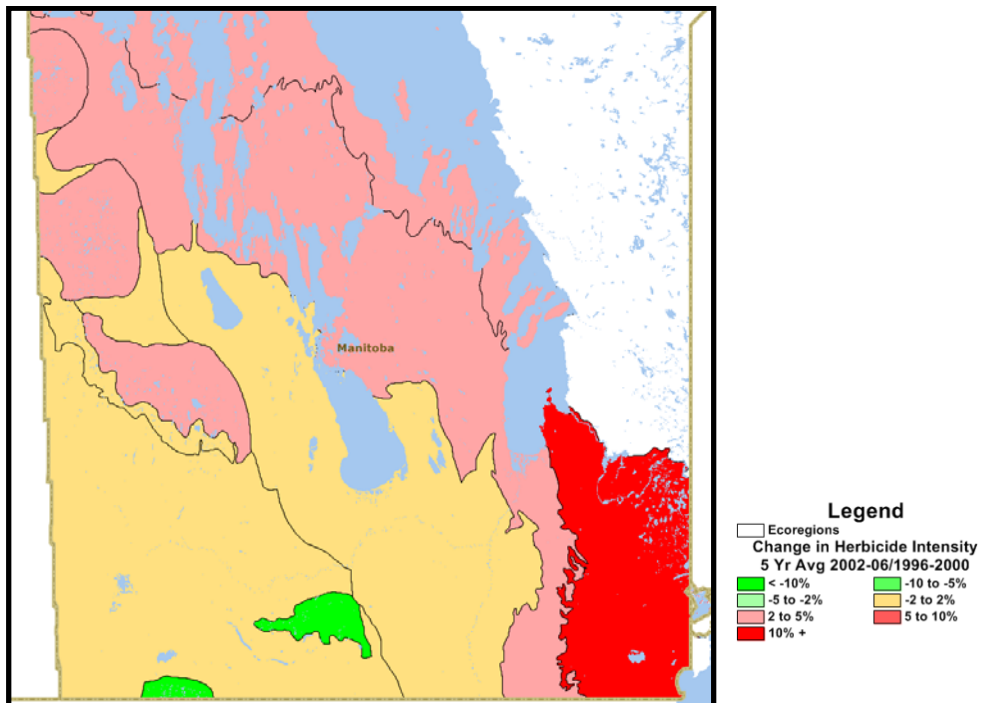 Manitoba
Legend
Ecoregions
Change in Herbicide Intensity
5 Yr Avg 2002-06/1996-2000
< -10% -10 to -5%
-5 to -2% -2 to 2%
2 to 5% 5 to 10%
10% +